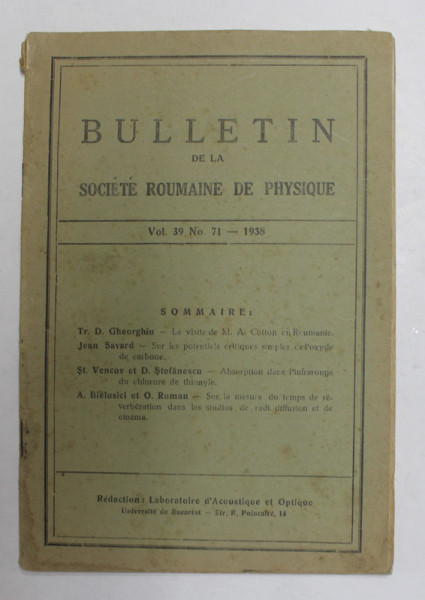 BULLETIN
DE LA
SOCIÉTÉ ROUMAINE DE PHYSIQUE
Vol. 39 No. 71 — 1938
SOMMAIRE:
Tr. D. Gheorghiu — La visite de M. A. Cotton en Roumanie.
Jean Savard — Sur les potentiels critiques simples de l'oxyde
de carbone.
Șt. Vencov et D. Ștefănescu — Absorption dans l'infrarouge
du chlorure de thionyle.
A. Bielusici et O. Roman — Sur la mesure du temps de ré-
verbération dans les studios de radi diffusion et de
cinéma.
Rédaction: Laboratoire d'Acoustique et Optique
Université de Bucarest — Str. R. Poincaré, 14